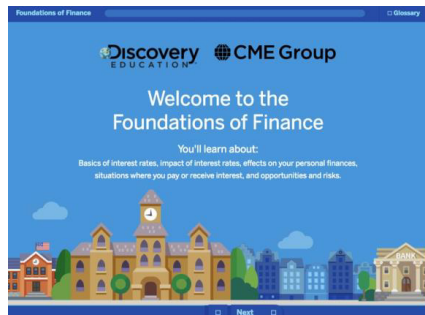 Foundations of Finance
Glossary
Discovery
EDUCATION
CME Group
Welcome to the
Foundations of Finance
You'll learn about:
Basics of interest rates, impact of interest rates, effects on your personal finances,
situations where you pay or receive interest, and opportunities and risks.
BANK
Next